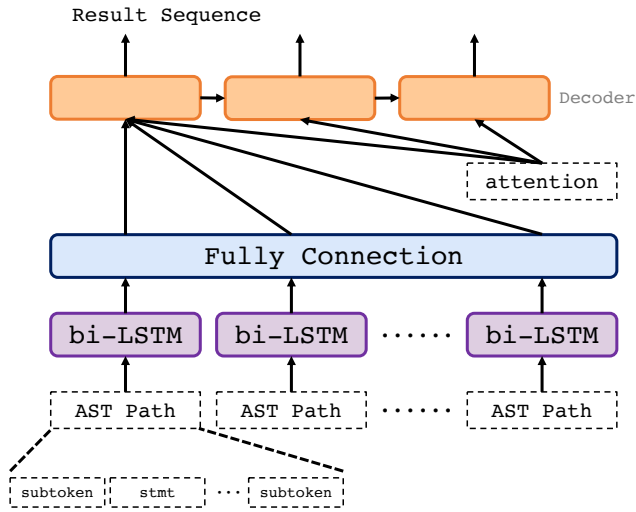 Result Sequence
Decoder
attention
Fully Connection
bi-LSTM bi-LSTM ...... bi-LSTM
AST Path AST Path ...... AST Path
subtoken stmt ... subtoken